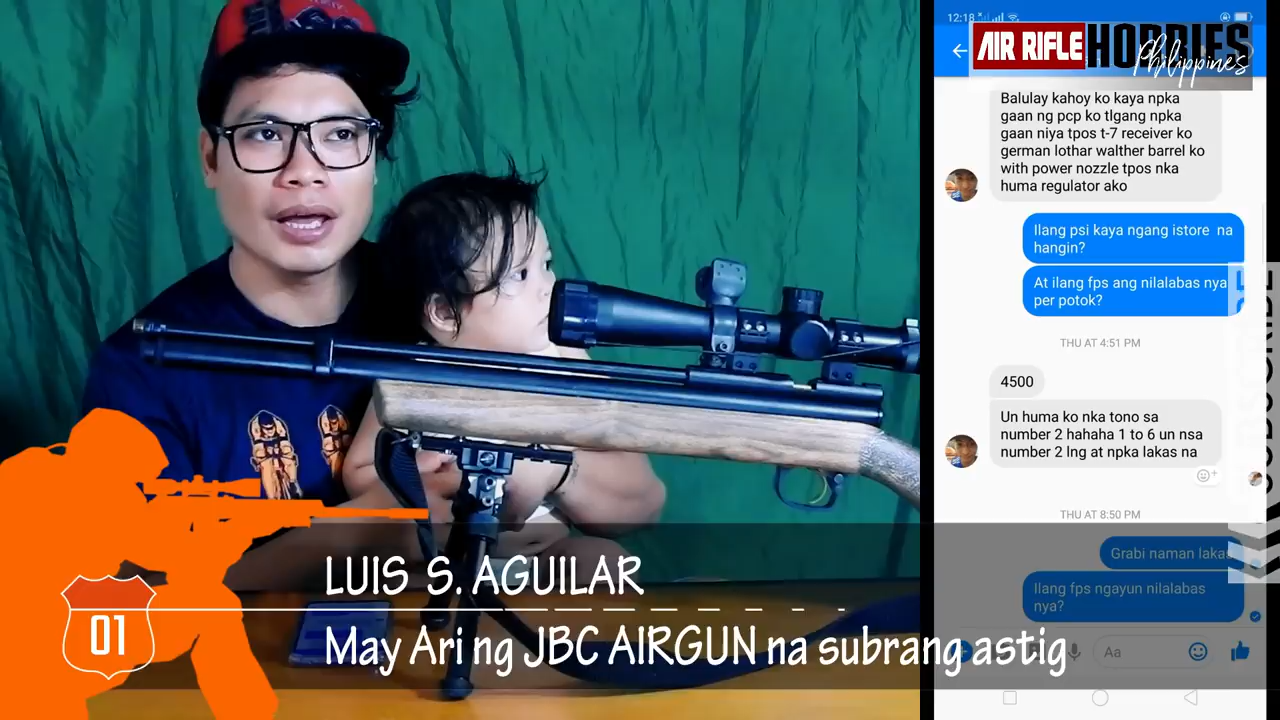 12:18
AIR RIFLE HOBBIES
Philippines
Balulay kahoy ko kaya npka
gaan ng pcp ko tlgang npka
gaan niya tpos t-7 receiver ko
german lothar walther barrel ko
with power nozzle tpos nka
huma regulator ako
Ilang psi kaya ngang istore na
hangin?
At ilang fps ang nilalabas nya
per potok?
THU AT 4:51 PM
4500
Un huma ko nka tono sa
number 2 hahaha 1 to 6 un nsa
number 2 lng at npka lakas na
THU AT 8:50 PM
Grabi naman lakas
Ilang fps ngayun nilalabas
nya?
Aa
SUBSCRIBE
LUIS S. AGUILAR
01
May Ari ng JBC AIRGUN na subrang astig